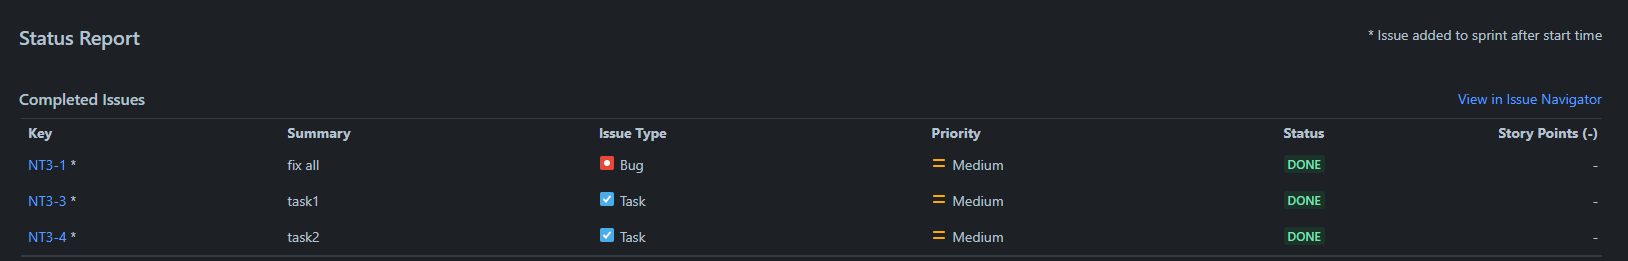 Status Report
* Issue added to sprint after start time
Completed Issues
View in Issue Navigator
Key Summary Issue Type Priority Status Story Points (-)
NT3-1 * fix all Bug Medium DONE -
NT3-3 * task1 Task Medium DONE -
NT3-4 * task2 Task Medium DONE -